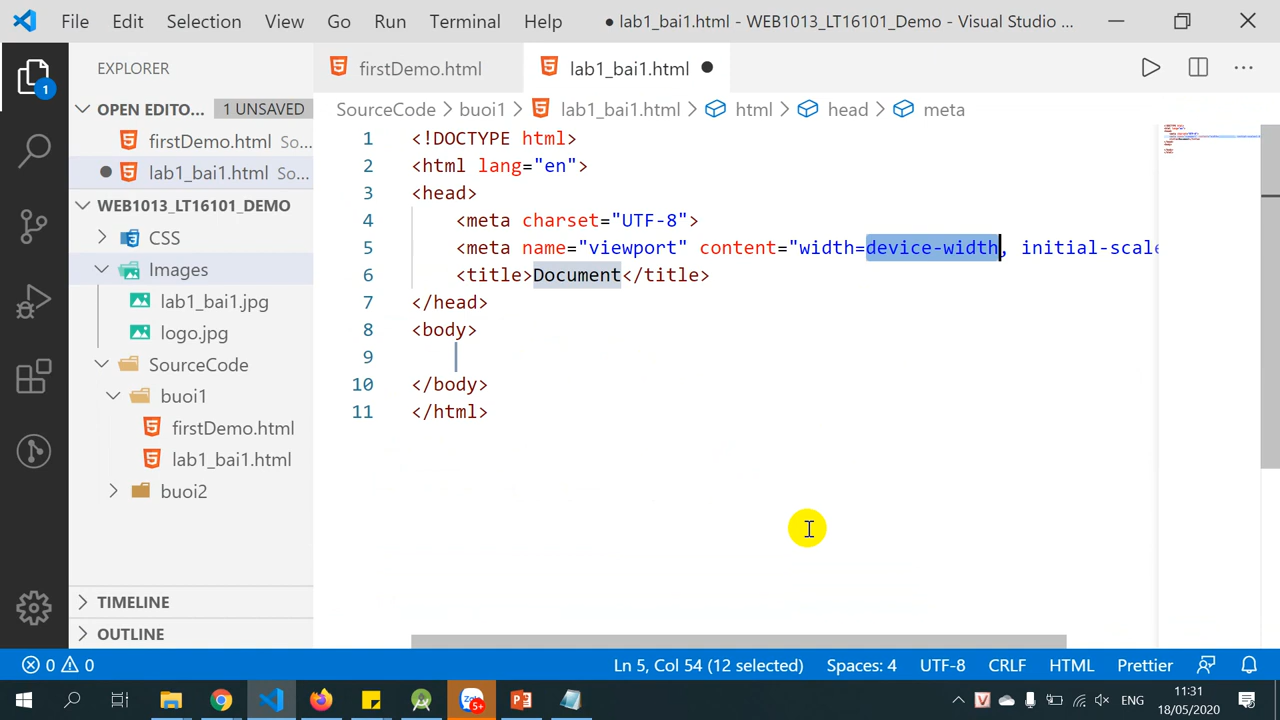 File Edit Selection View Go Run Terminal Help ● lab1_bai1.html - WEB1013_LT16101_Demo - Visual Studio ...
EXPLORER
1
OPEN EDITO... 1 UNSAVED
firstDemo.html So...
lab1_bai1.html So...
WEB1013_LT16101_DEMO
CSS
Images
lab1_bai1.jpg
logo.jpg
SourceCode
buoi1
firstDemo.html
lab1_bai1.html
buoi2
TIMELINE
OUTLINE
firstDemo.html lab1_bai1.html ●
SourceCode > buoi1 > lab1_bai1.html > html > head > meta
1 <!DOCTYPE html>
2 <html lang="en">
3 <head>
4 <meta charset="UTF-8">
5 <meta name="viewport" content="width=device-width, initial-scale
6 <title>Document</title>
7 </head>
8 <body>
9
10 </body>
11 </html>
0 0 Ln 5, Col 54 (12 selected) Spaces: 4 UTF-8 CRLF HTML Prettier
Zalo 5+ V ENG 11:31
18/05/2020